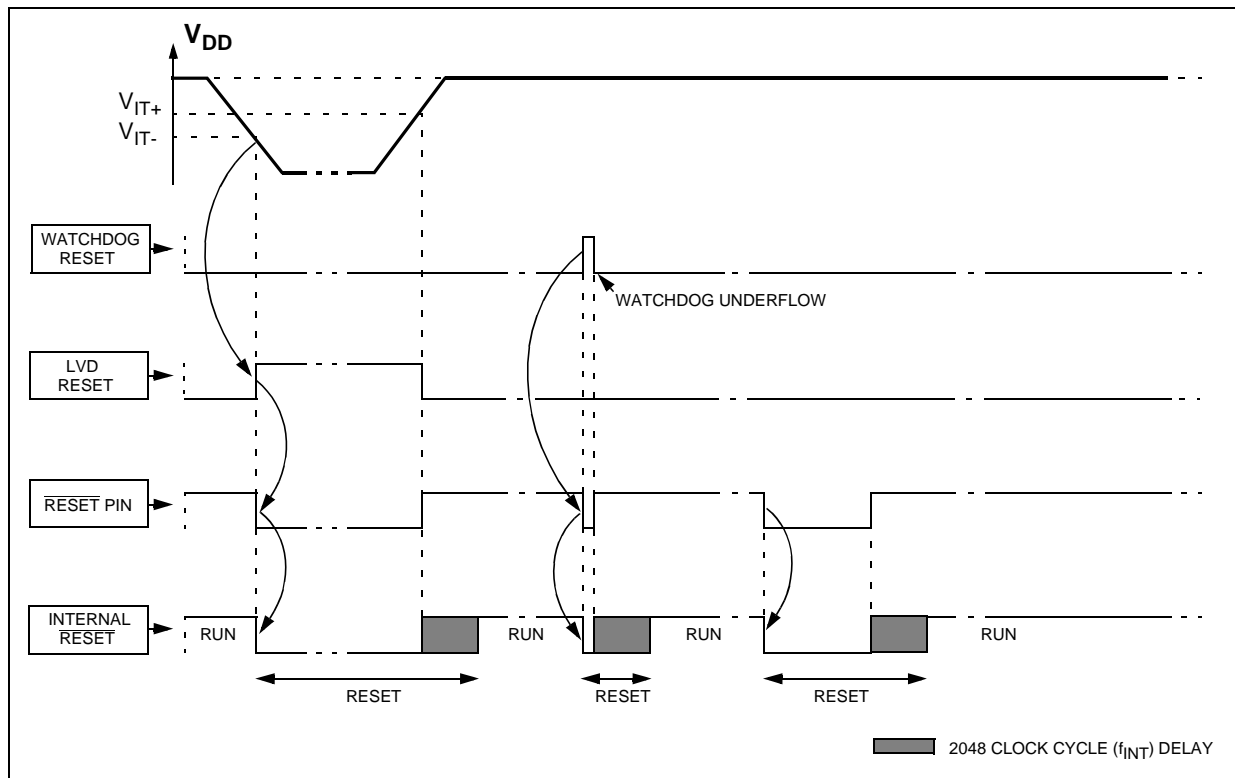 VDD
VIT+
VIT-
WATCHDOG
RESET
WATCHDOG UNDERFLOW
LVD
RESET
RESET PIN
INTERNAL
RESET
RUN
RUN
RUN
RUN
RESET
RESET
RESET
2048 CLOCK CYCLE (fINT) DELAY